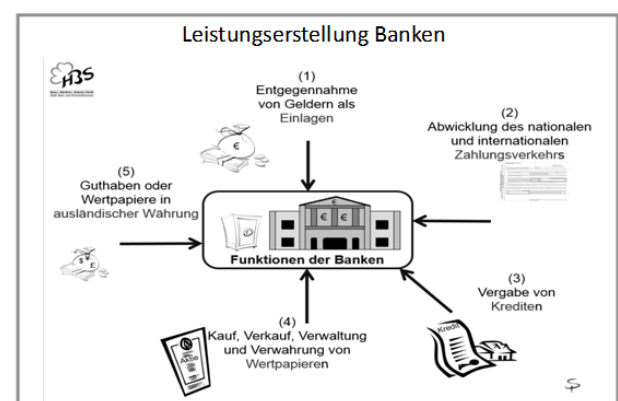 Leistungserstellung Banken
HBS
(1)
Entgegennahme
von Geldern als
Einlagen
(2)
Abwicklung des nationalen
und internationalen
Zahlungsverkehrs
(5)
Guthaben oder
Wertpapiere in
ausländischer Währung
€
€ €
€
$ ¥
£
Funktionen der Banken
(3)
Vergabe von
Krediten
Kredit
(4)
Kauf, Verkauf, Verwaltung
und Verwahrung von
Wertpapieren
Aktie